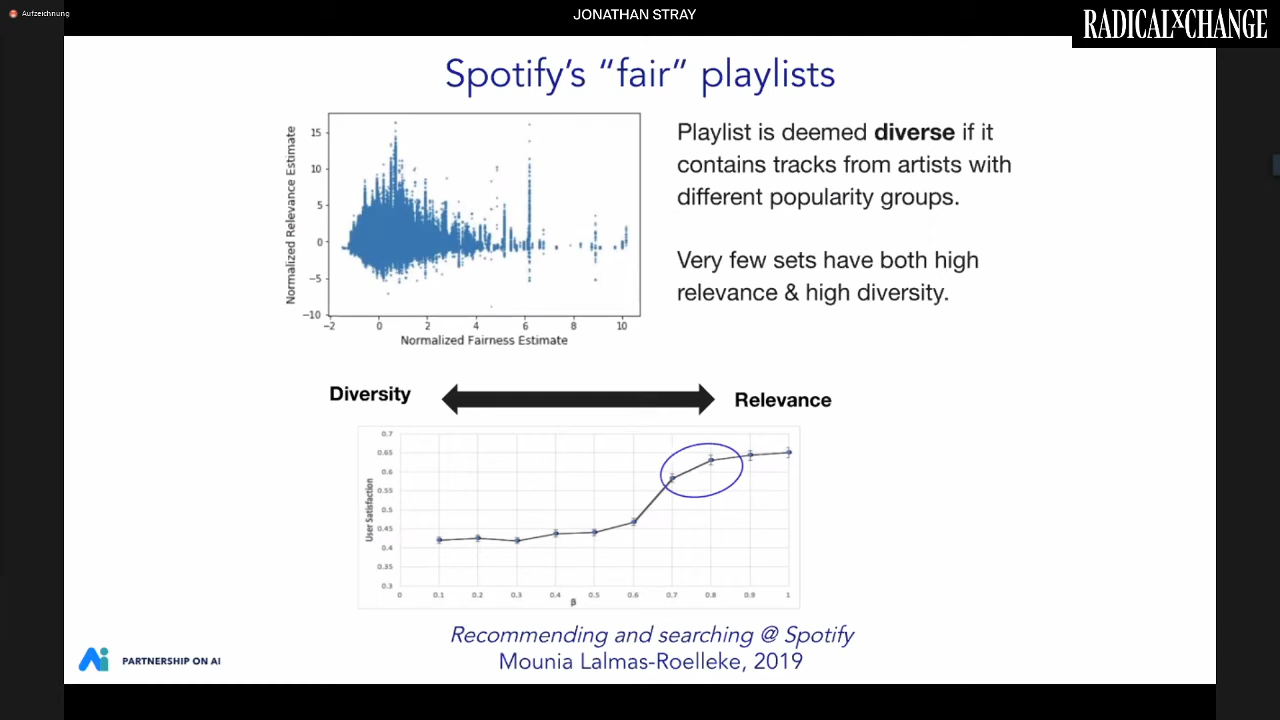 Aufzeichnung
JONATHAN STRAY
RADICALxCHANGE
Spotify’s “fair” playlists
Normalized Relevance Estimate
15
10
5
0
−5
−10
−2
0
2
4
6
8
10
Normalized Fairness Estimate
Playlist is deemed diverse if it
contains tracks from artists with
different popularity groups.
Very few sets have both high
relevance & high diversity.
Diversity
Relevance
User Satisfaction
0.7
0.65
0.6
0.55
0.5
0.45
0.4
0.35
0.3
0
0.1
0.2
0.3
0.4
0.5
0.6
0.7
0.8
0.9
1
β
Recommending and searching @ Spotify
Mounia Lalmas-Roelleke, 2019
PARTNERSHIP ON AI